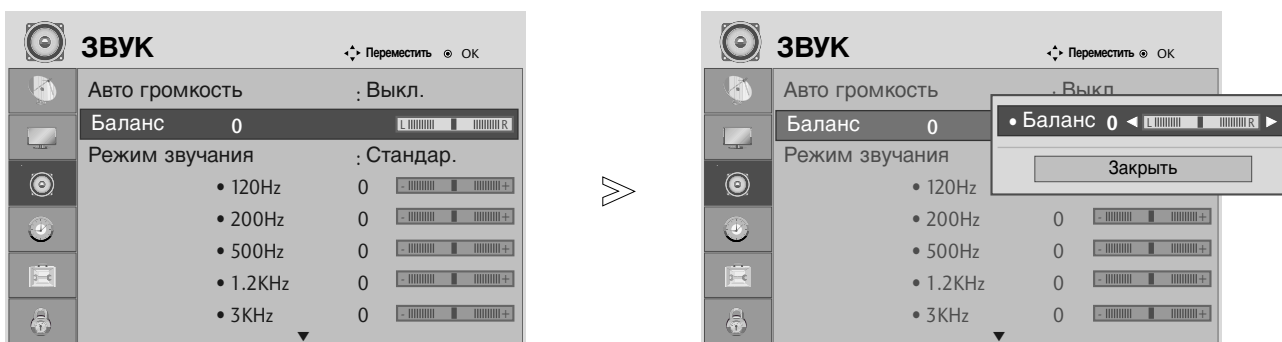 ЗВУК
Переместить OK
Авто громкость : Выкл.
Баланс 0 L R
Режим звучания : Стандар.
• 120Hz 0 - +
• 200Hz 0 - +
• 500Hz 0 - +
• 1.2KHz 0 - +
• 3KHz 0 - +
ЗВУК
Переместить OK
Авто громкость : Выкл.
Баланс 0
Режим звучания
• 120Hz
• 200Hz 0 - +
• 500Hz 0 - +
• 1.2KHz 0 - +
• 3KHz 0 - +
• Баланс 0 L R
Закрыть